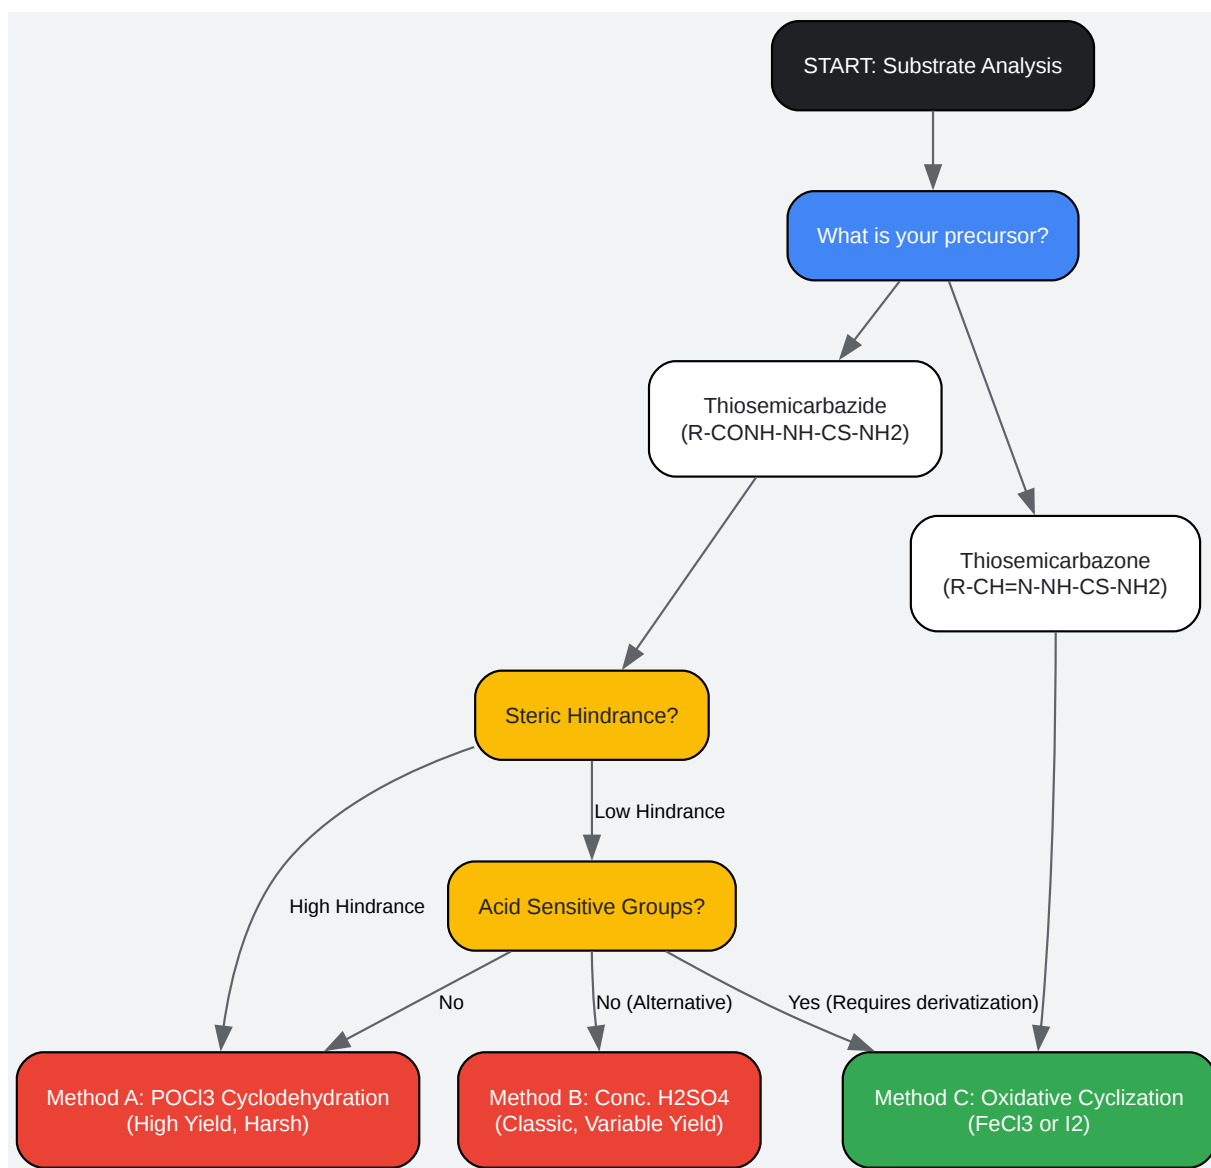 START: Substrate Analysis
What is your precursor?
Thiosemicarbazide
(R-CONH-NH-CS-NH2)
Thiosemicarbazone
(R-CH=N-NH-CS-NH2)
Steric Hindrance?
Low Hindrance
High Hindrance
Acid Sensitive Groups?
No
No (Alternative)
Yes (Requires derivatization)
Method A: POCl3 Cyclodehydration
(High Yield, Harsh)
Method B: Conc. H2SO4
(Classic, Variable Yield)
Method C: Oxidative Cyclization
(FeCl3 or I2)